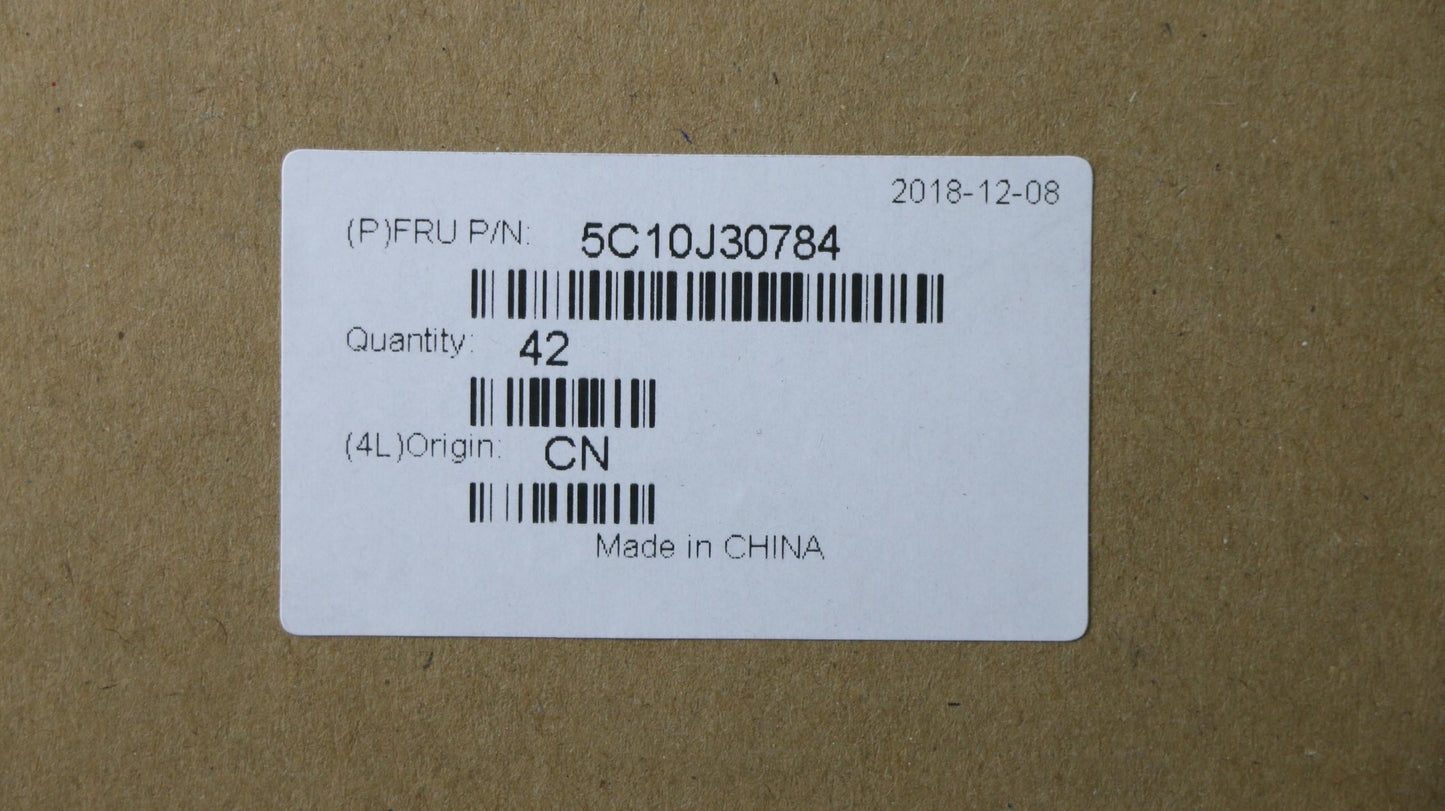 2018-12-08
(P)FRU P/N: 5C10J30784
Quantity: 42
(4L)Origin: CN
Made in CHINA